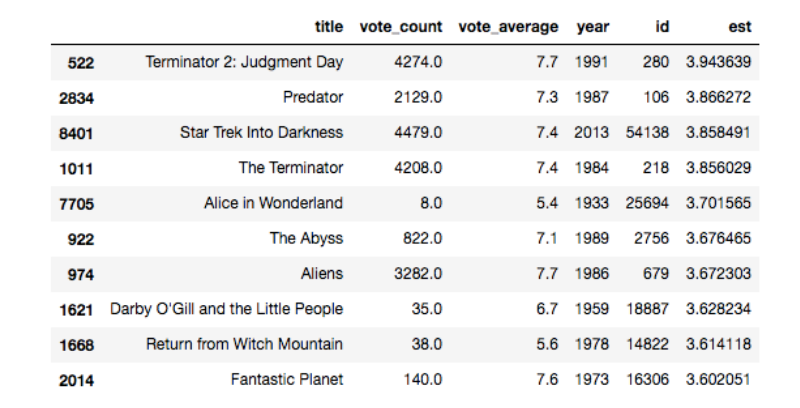 title vote_count vote_average year id est
522 Terminator 2: Judgment Day 4274.0 7.7 1991 280 3.943639
2834 Predator 2129.0 7.3 1987 106 3.866272
8401 Star Trek Into Darkness 4479.0 7.4 2013 54138 3.858491
1011 The Terminator 4208.0 7.4 1984 218 3.856029
7705 Alice in Wonderland 8.0 5.4 1933 25694 3.701565
922 The Abyss 822.0 7.1 1989 2756 3.676465
974 Aliens 3282.0 7.7 1986 679 3.672303
1621 Darby O'Gill and the Little People 35.0 6.7 1959 18887 3.628234
1668 Return from Witch Mountain 38.0 5.6 1978 14822 3.614118
2014 Fantastic Planet 140.0 7.6 1973 16306 3.602051